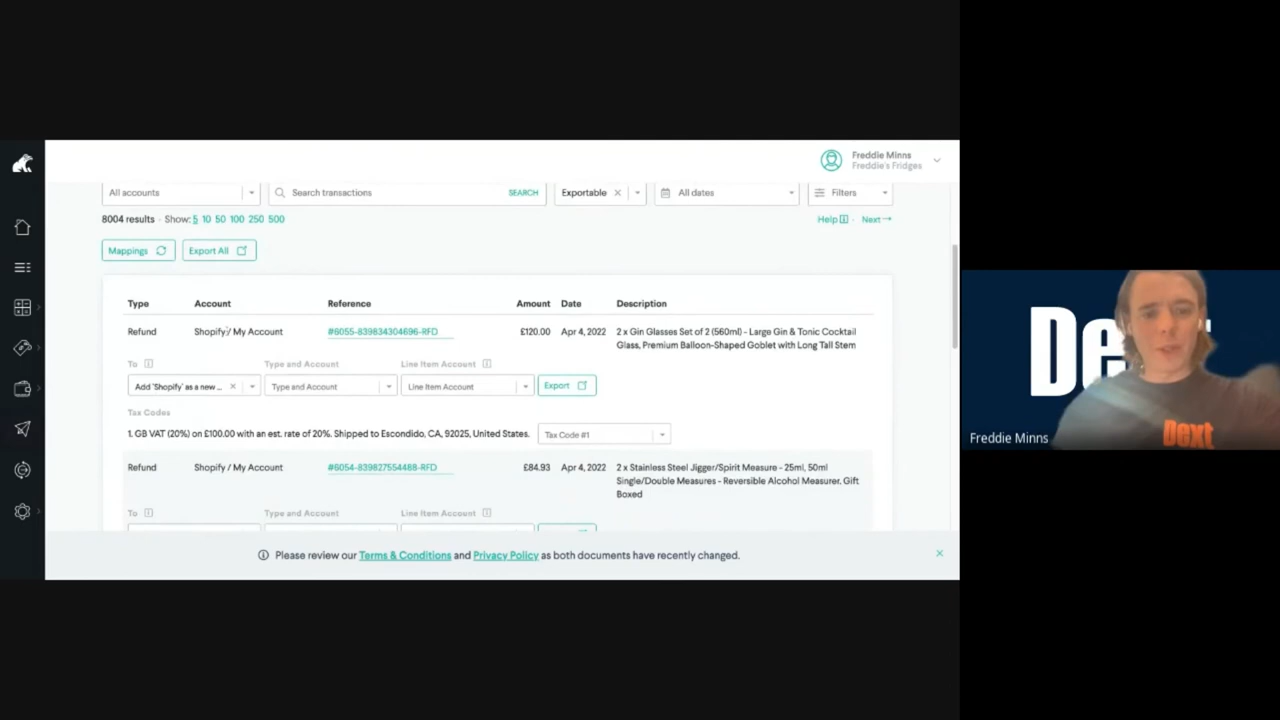 Freddie Minns
Freddie's Fridges
All accounts
Search transactions
SEARCH
Exportable
All dates
Filters
8004 results · Show: 5 10 50 100 250 500
Help · Next→
Mappings
Export All
Type Account Reference Amount Date Description
Refund Shopify / My Account #6055-839834304696-RFD £120.00 Apr 4, 2022 2 x Gin Glasses Set of 2 (560ml) - Large Gin & Tonic Cocktail
Glass, Premium Balloon-Shaped Goblet with Long Tall Stem
To Type and Account Line Item Account
Add 'Shopify' as a new ... Type and Account Line Item Account Export
Tax Codes
1. GB VAT (20%) on £100.00 with an est. rate of 20%. Shipped to Escondido, CA, 92025, United States. Tax Code #1
Refund Shopify / My Account #6054-839827554488-RFD £84.93 Apr 4, 2022 2 x Stainless Steel Jigger/Spirit Measure - 25ml, 50ml
Single/Double Measures - Reversible Alcohol Measurer, Gift
Boxed
To Type and Account Line Item Account
Please review our Terms & Conditions and Privacy Policy as both documents have recently changed.
De
Dext
Freddie Minns